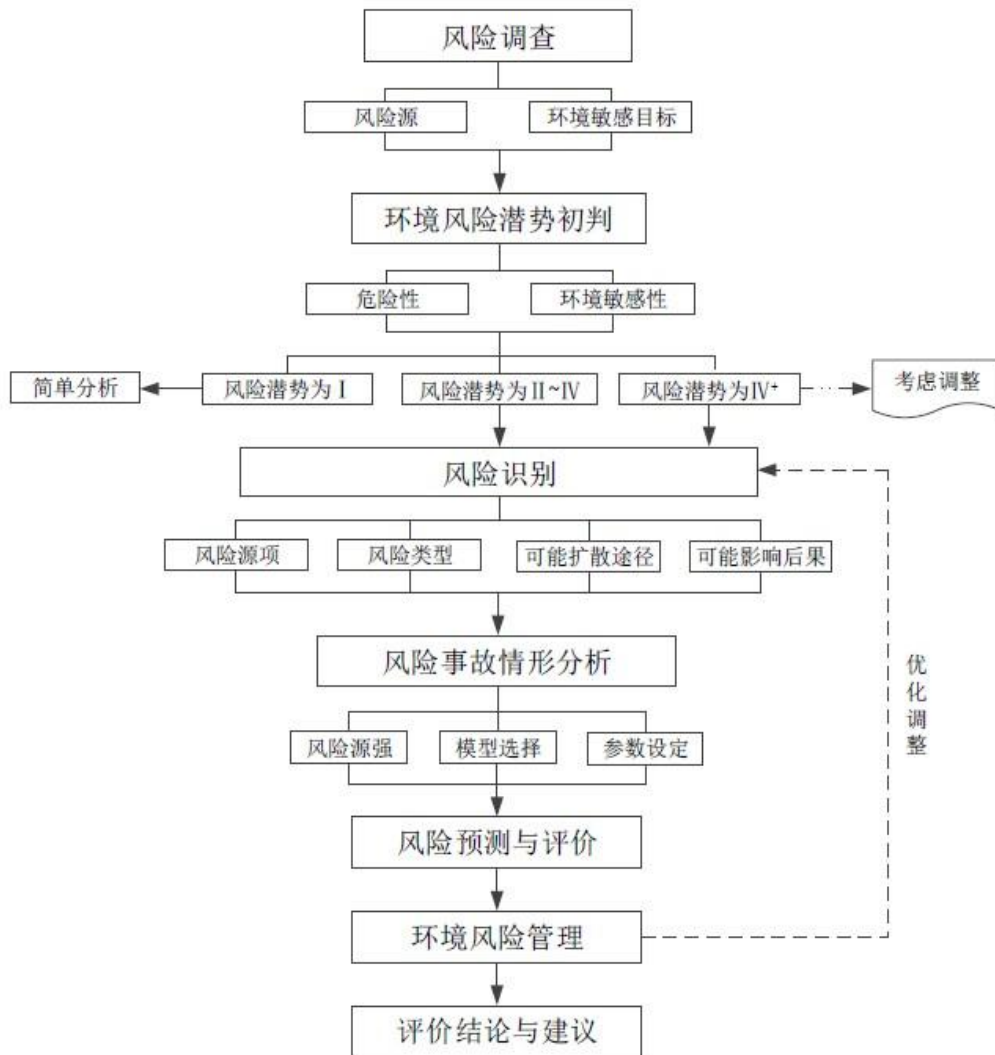 风险调查
风险源
环境敏感目标
环境风险潜势初判
危险性
环境敏感性
简单分析
风险潜势为Ⅰ
风险潜势为Ⅱ~Ⅳ
风险潜势为Ⅳ⁺
考虑调整
风险识别
风险源项
风险类型
可能扩散途径
可能影响后果
风险事故情形分析
优化调整
风险源强
模型选择
参数设定
风险预测与评价
环境风险管理
评价结论与建议